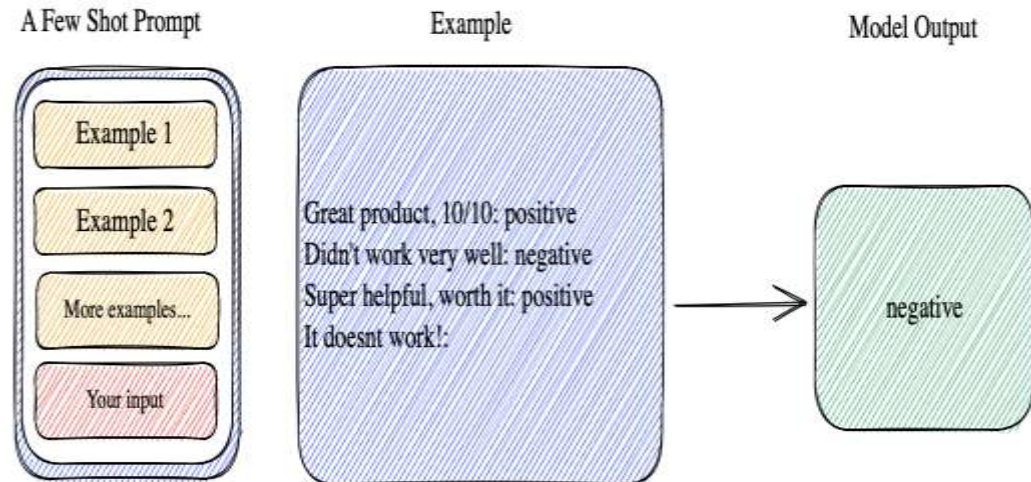 A Few Shot Prompt
Example 1
Example 2
More examples...
Your input
Example
Great product, 10/10: positive
Didn't work very well: negative
Super helpful, worth it: positive
It doesnt work!:
Model Output
negative